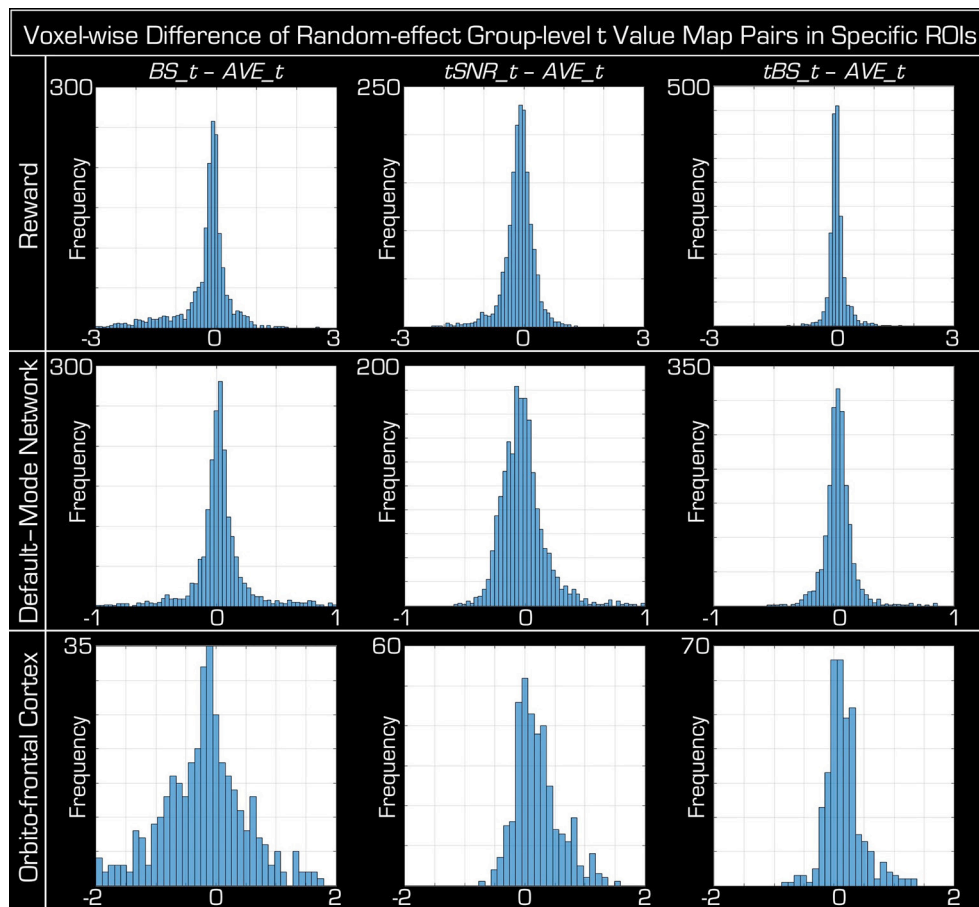 Voxel-wise Difference of Random-effect Group-level t Value Map Pairs in Specific ROIs
BS_t – AVE_t
tSNR_t – AVE_t
tBS_t – AVE_t
Reward
300
Frequency
-3 0 3
250
Frequency
-3 0 3
500
Frequency
-3 0 3
Default-Mode Network
300
Frequency
-1 0 1
200
Frequency
-1 0 1
350
Frequency
-1 0 1
Orbito-frontal Cortex
35
Frequency
-2 0 2
60
Frequency
-2 0 2
70
Frequency
-2 0 2